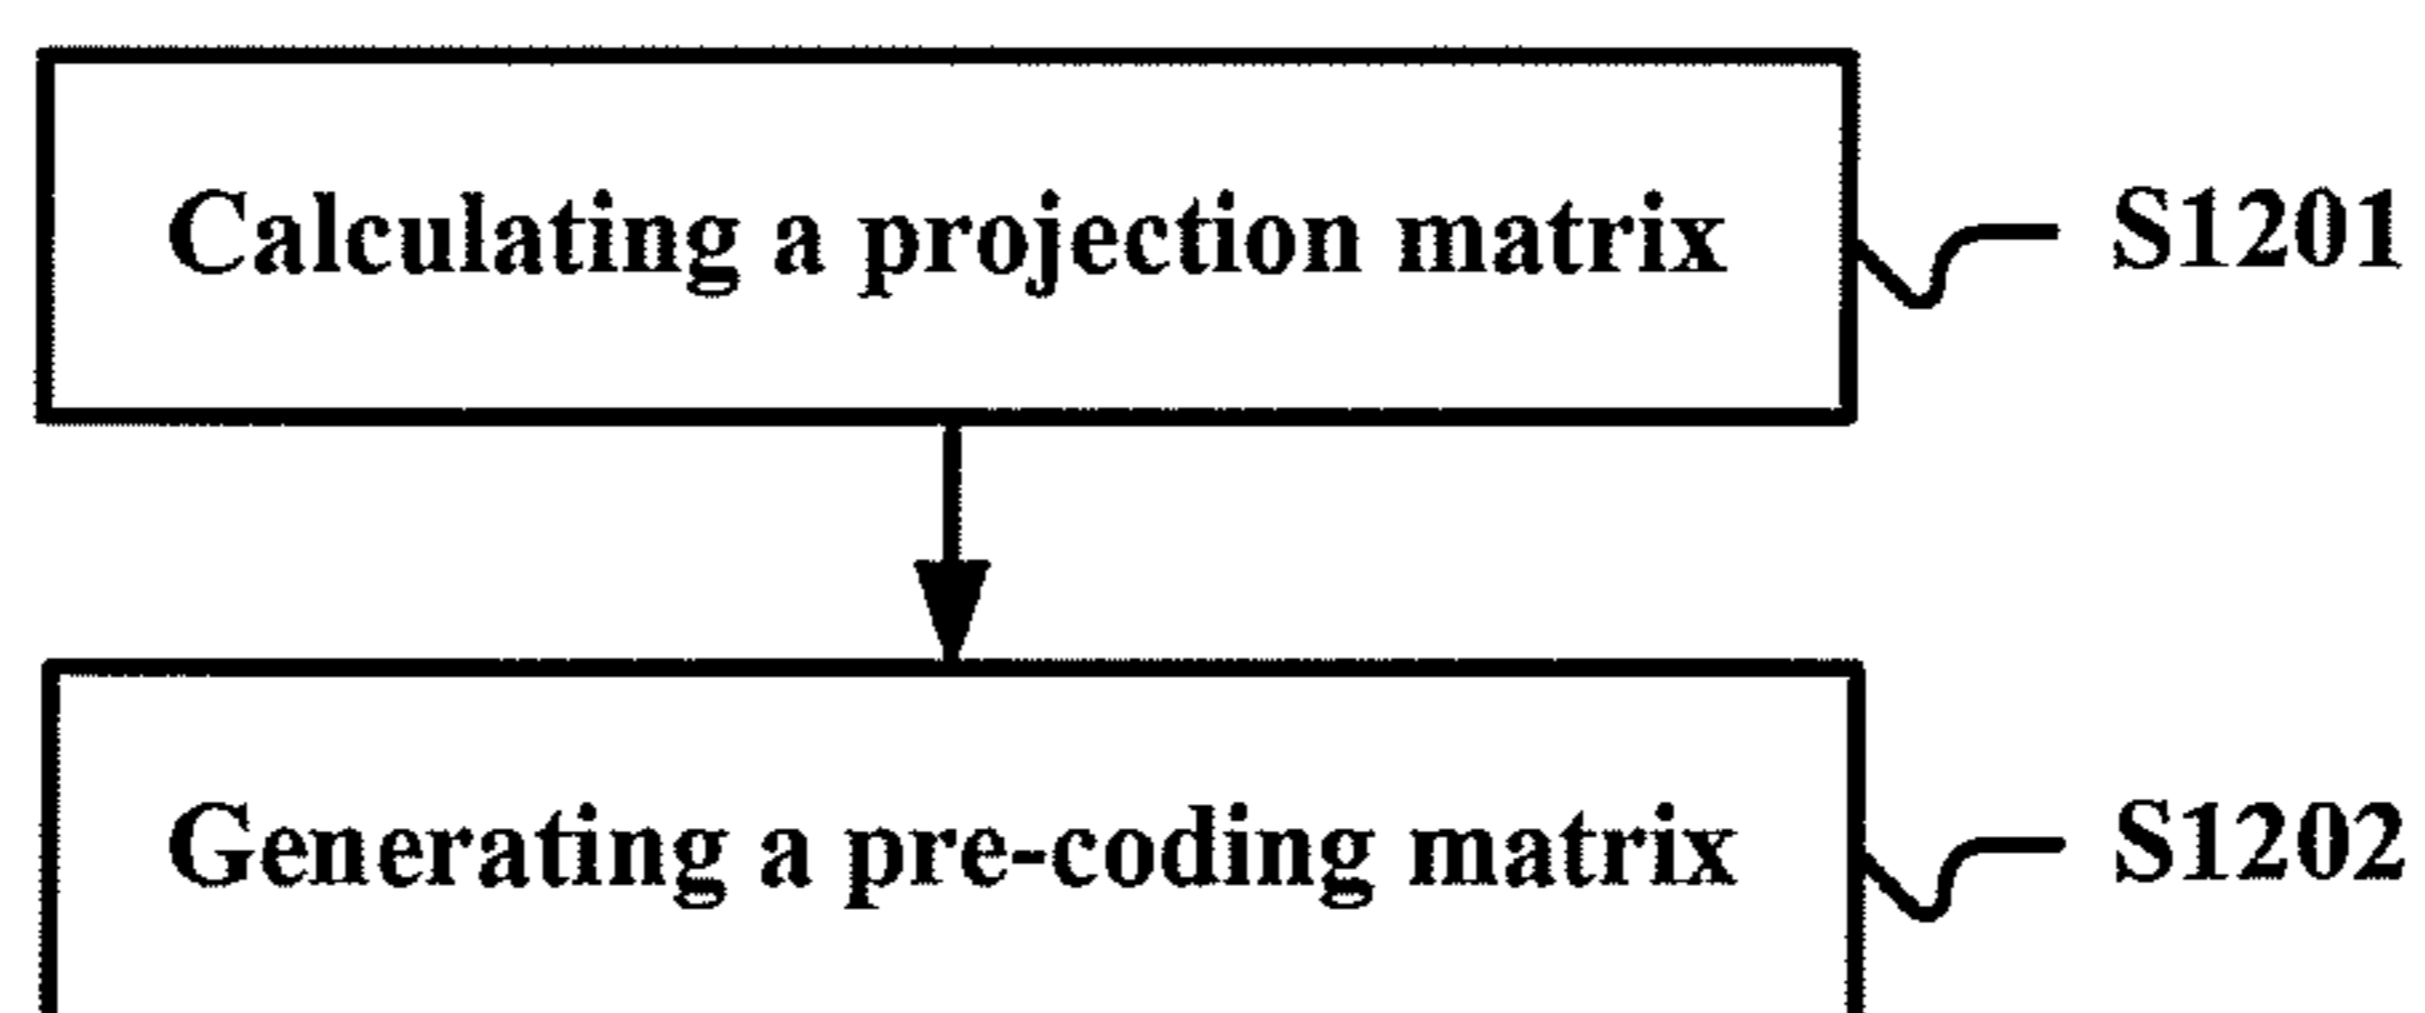 Calculating a projection matrix S1201
Generating a pre-coding matrix S1202